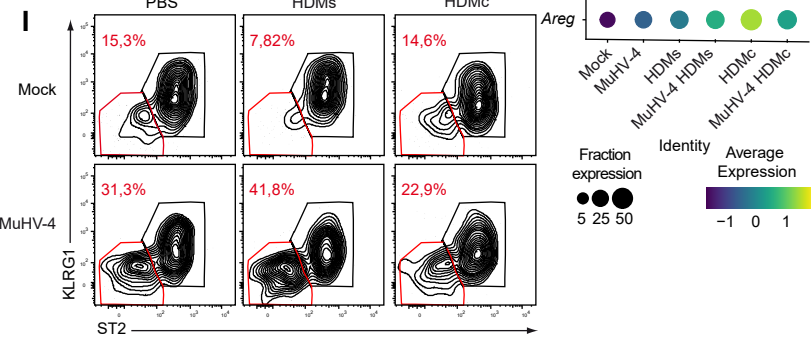 I
PBS
HDMs
HDMc
Mock
15,3%
7,82%
14,6%
MuHV-4
31,3%
41,8%
22,9%
KLRG1
ST2
Areg
Mock
MuHV-4
HDMs
MuHV-4 HDMs
HDMc
MuHV-4 HDMc
Identity
Fraction
expression
5 25 50
Average
Expression
−1 0 1